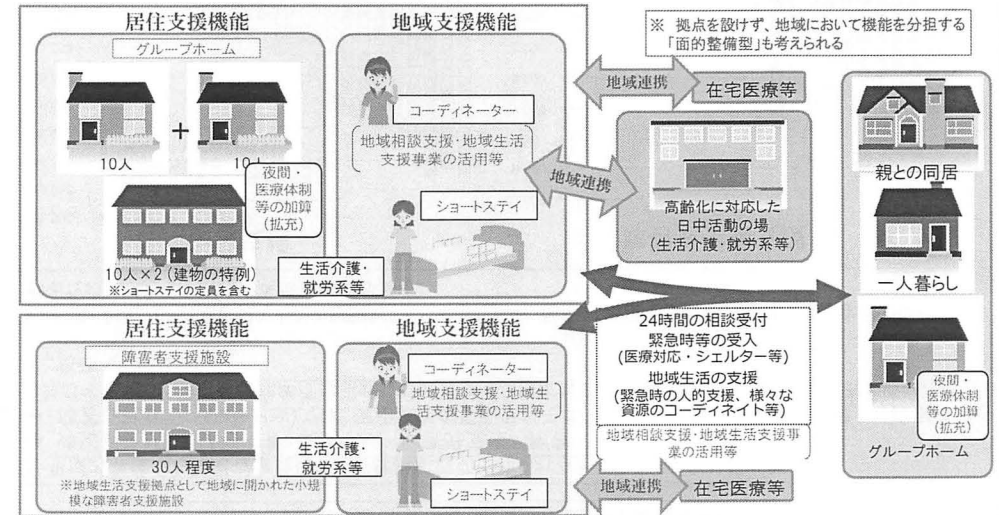 居住支援機能
地域支援機能
グループホーム
+
10人
10人
夜間・
医療体制
等の加算
(拡充)
10人×2(建物の特例)
※ショートステイの定員を含む
生活介護・
就労系等
コーディネーター
地域相談支援・地域生活
支援事業の活用等
ショートステイ
※ 拠点を設けず、地域において機能を分担する
「面的整備型」も考えられる
地域連携
在宅医療等
地域連携
高齢化に対応した
日中活動の場
(生活介護・就労系等)
親との同居
一人暮らし
夜間・
医療体制
等の加算
(拡充)
グループホーム
24時間の相談受付
緊急時等の受入
(医療対応・シェルター等)
地域生活の支援
(緊急時の人的支援、様々な
資源のコーディネイト等)
地域相談支援・地域生活支援事
業の活用等
居住支援機能
地域支援機能
障害者支援施設
30人程度
※地域生活支援拠点として地域に開かれた小規
模な障害者支援施設
生活介護・
就労系等
コーディネーター
地域相談支援・地域生
活支援事業の活用等
ショートステイ
地域連携
在宅医療等